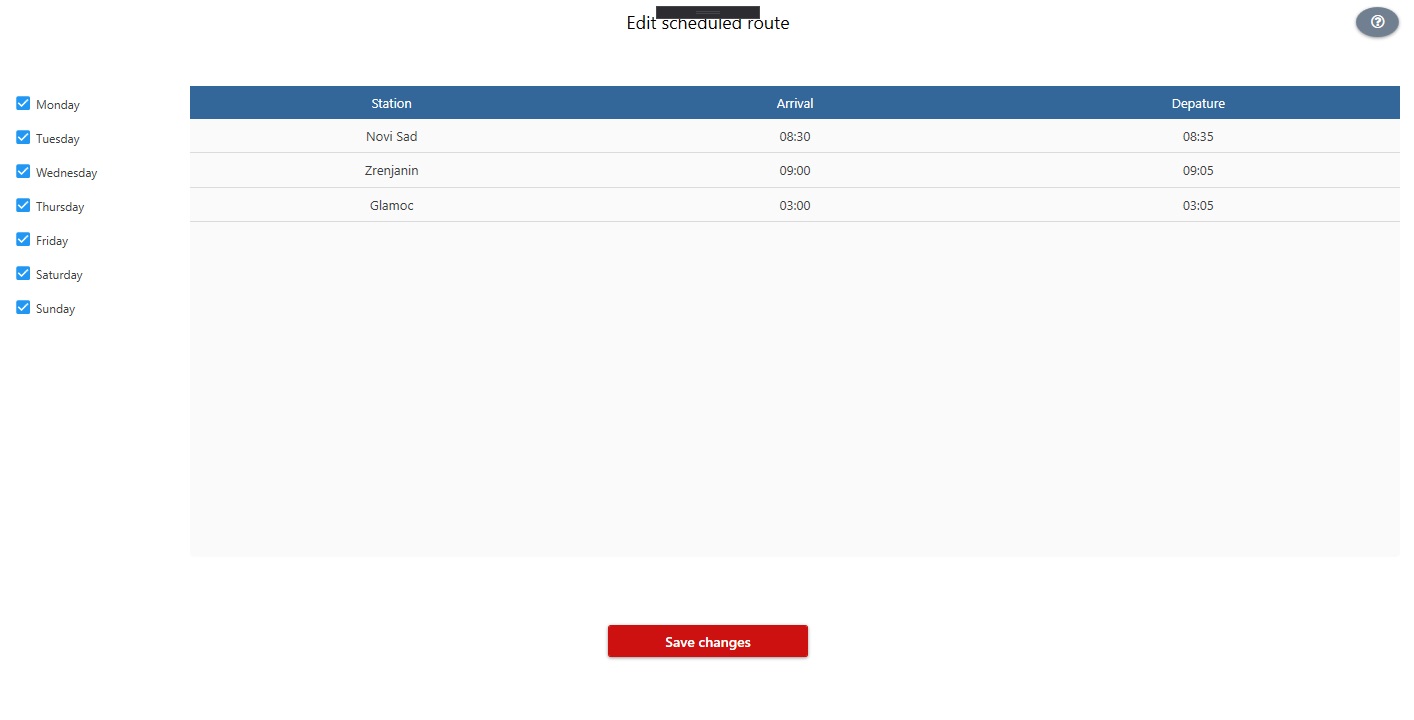 Edit scheduled route
Monday
Tuesday
Wednesday
Thursday
Friday
Saturday
Sunday
Station Arrival Depature
Novi Sad 08:30 08:35
Zrenjanin 09:00 09:05
Glamoc 03:00 03:05
Save changes